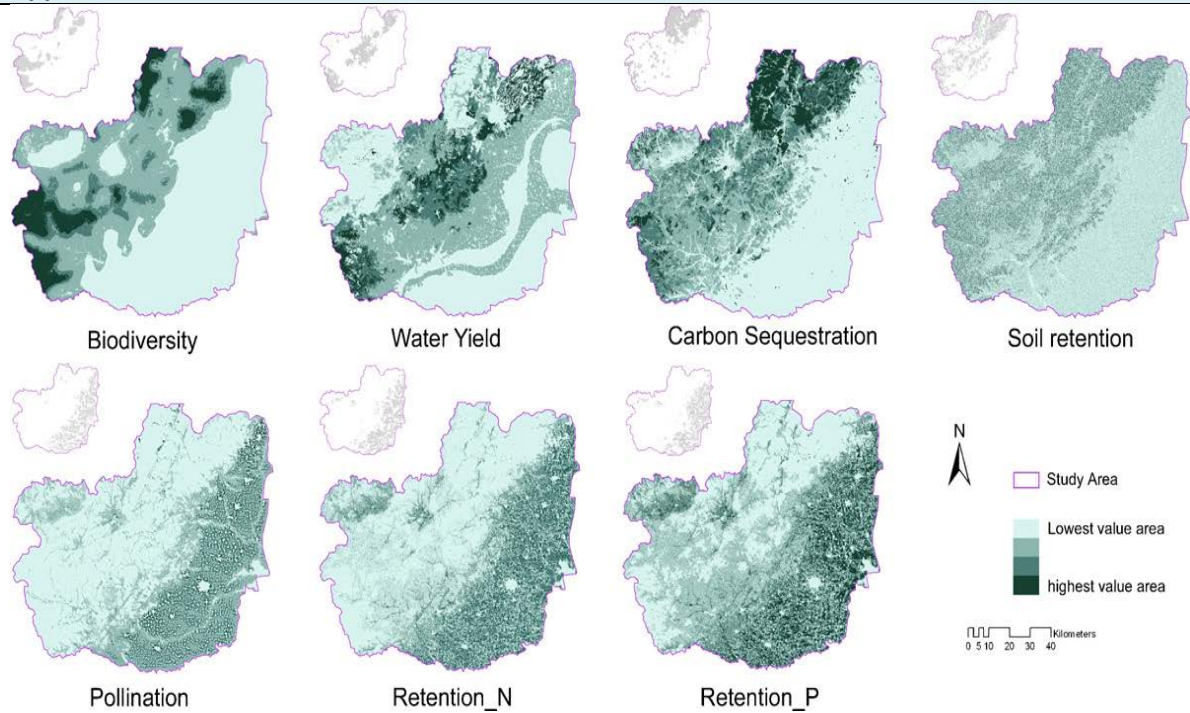 Biodiversity
Water Yield
Carbon Sequestration
Soil retention
N
Study Area
Lowest value area
highest value area
Kilometers
0 5 10 20 30 40
Pollination
Retention_N
Retention_P